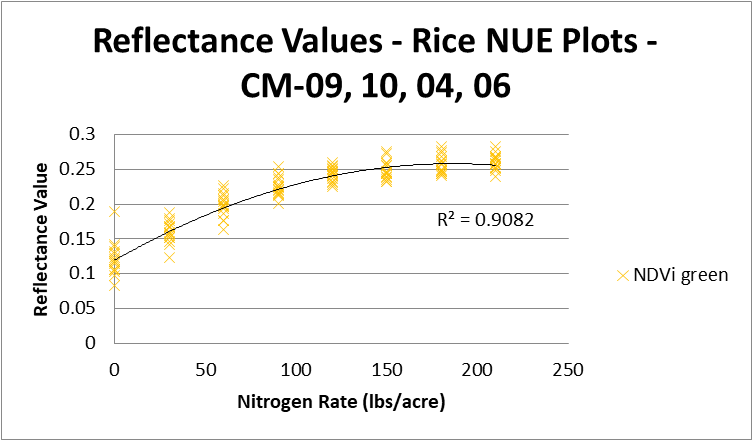 Reflectance Values - Rice NUE Plots -
CM-09, 10, 04, 06
0.3
0.25
0.2
0.15
0.1
0.05
0
Reflectance Value
R² = 0.9082
NDVi green
0 50 100 150 200 250
Nitrogen Rate (lbs/acre)